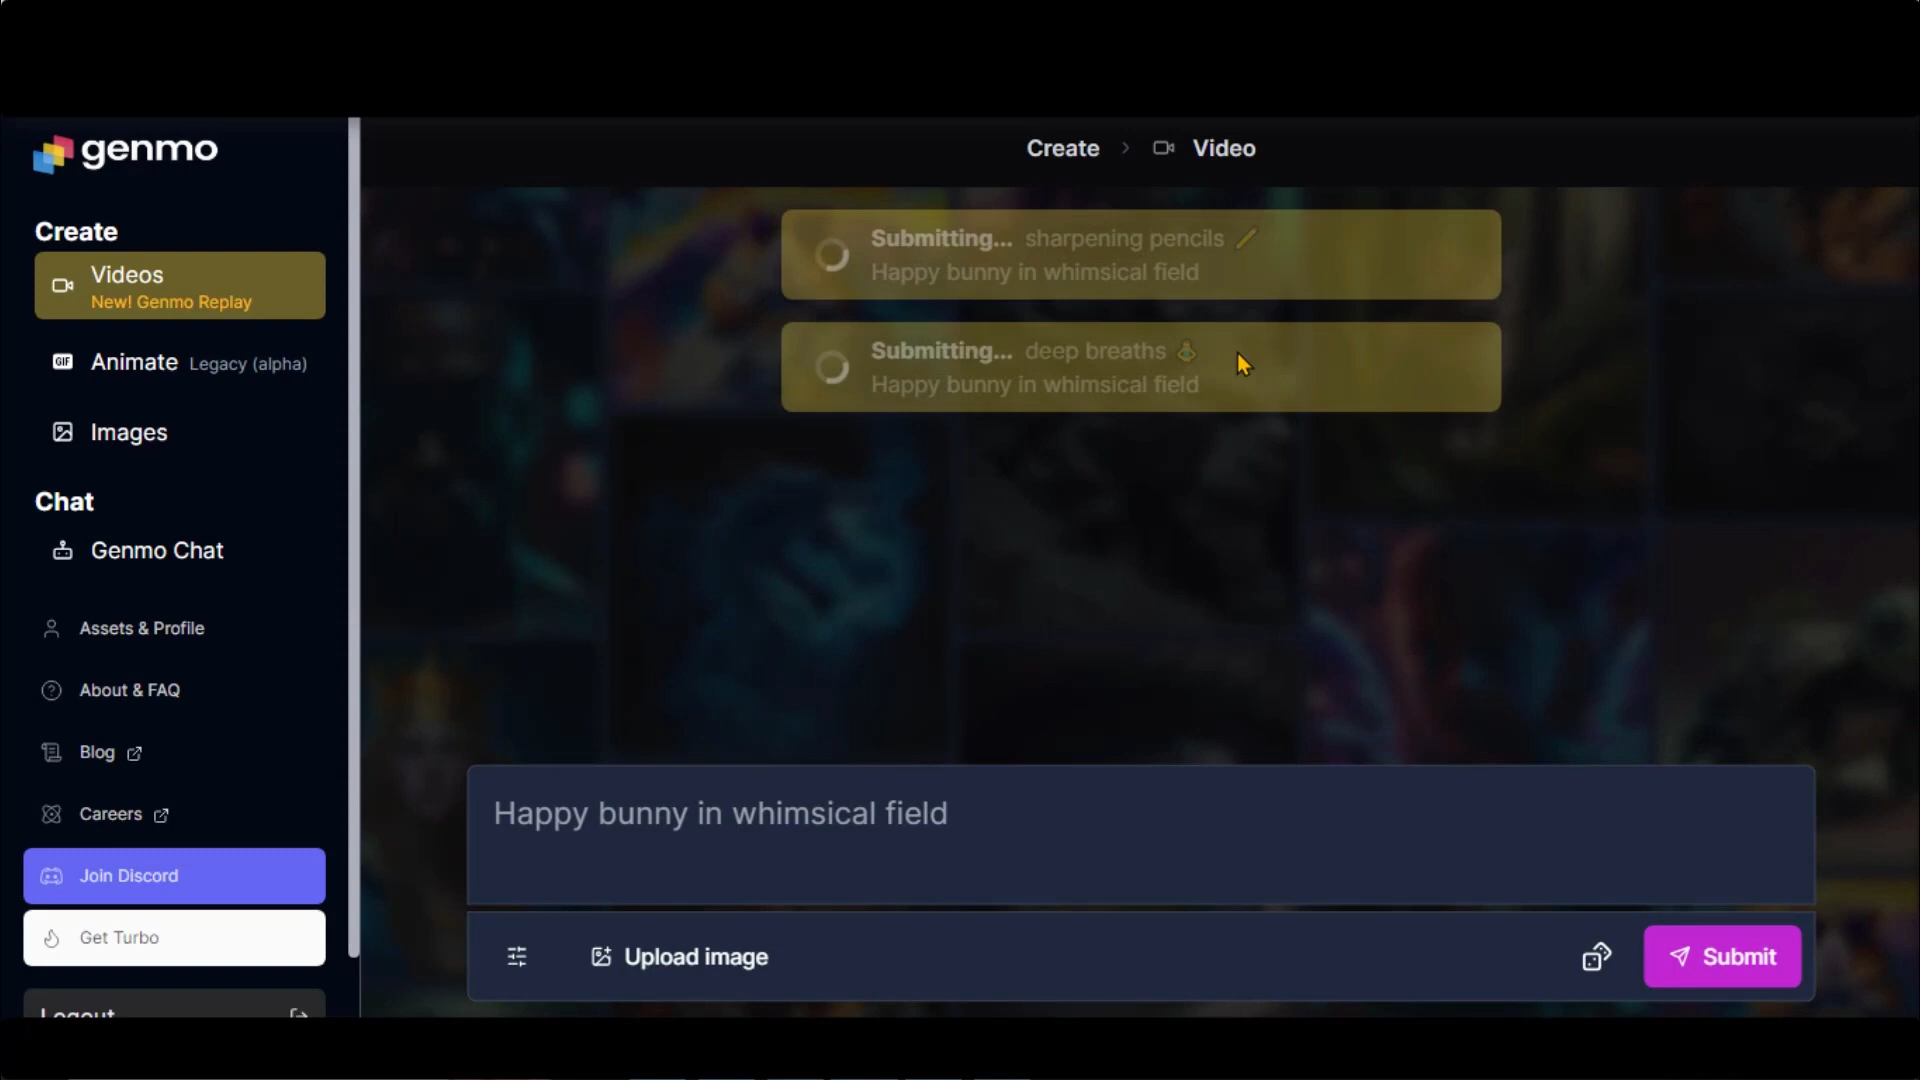 genmo
Create > Video
Create
Videos
New! Genmo Replay
GIF Animate Legacy (alpha)
Images
Chat
Genmo Chat
Assets & Profile
About & FAQ
Blog
Careers
Join Discord
Get Turbo
Logout
Submitting... sharpening pencils ✏️
Happy bunny in whimsical field
Submitting... deep breaths 🧘
Happy bunny in whimsical field
Happy bunny in whimsical field
Upload image
Submit